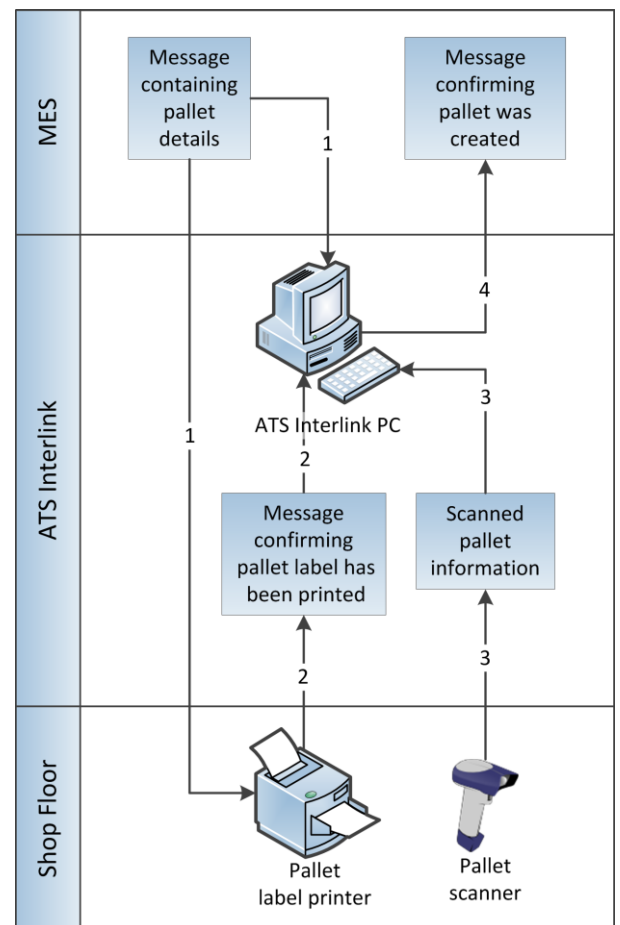 MES
Message
containing
pallet
details
Message
confirming
pallet was
created
1
4
ATS Interlink
ATS Interlink PC
3
1
2
Message
confirming
pallet label has
been printed
Scanned
pallet
information
2
3
Shop Floor
Pallet
label printer
Pallet
scanner